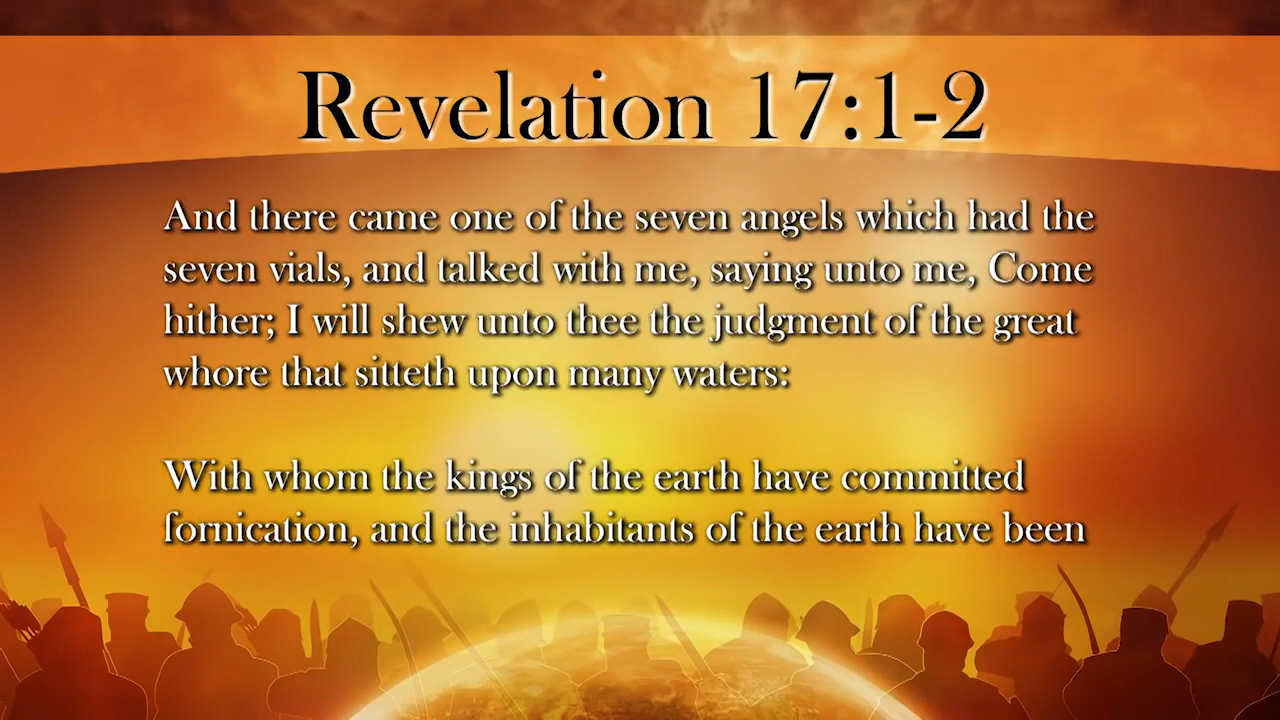 Revelation 17:1-2
And there came one of the seven angels which had the
seven vials, and talked with me, saying unto me, Come
hither; I will shew unto thee the judgment of the great
whore that sitteth upon many waters:
With whom the kings of the earth have committed
fornication, and the inhabitants of the earth have been